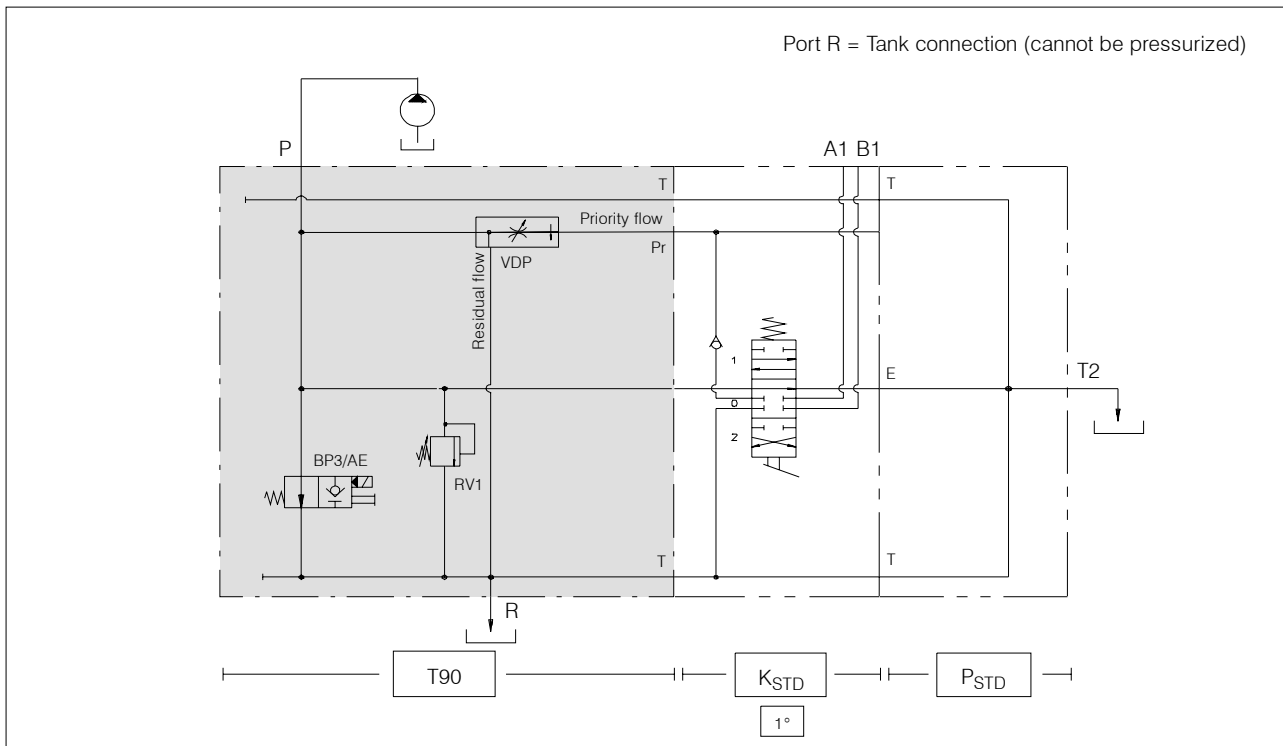 Port R = Tank connection (cannot be pressurized)
P
A1 B1
T
T
Priority flow
Pr
VDP
Residual flow
1
E
T2
0
2
BP3/AE
RV1
T
T
R
T90
KSTD
PSTD
1°